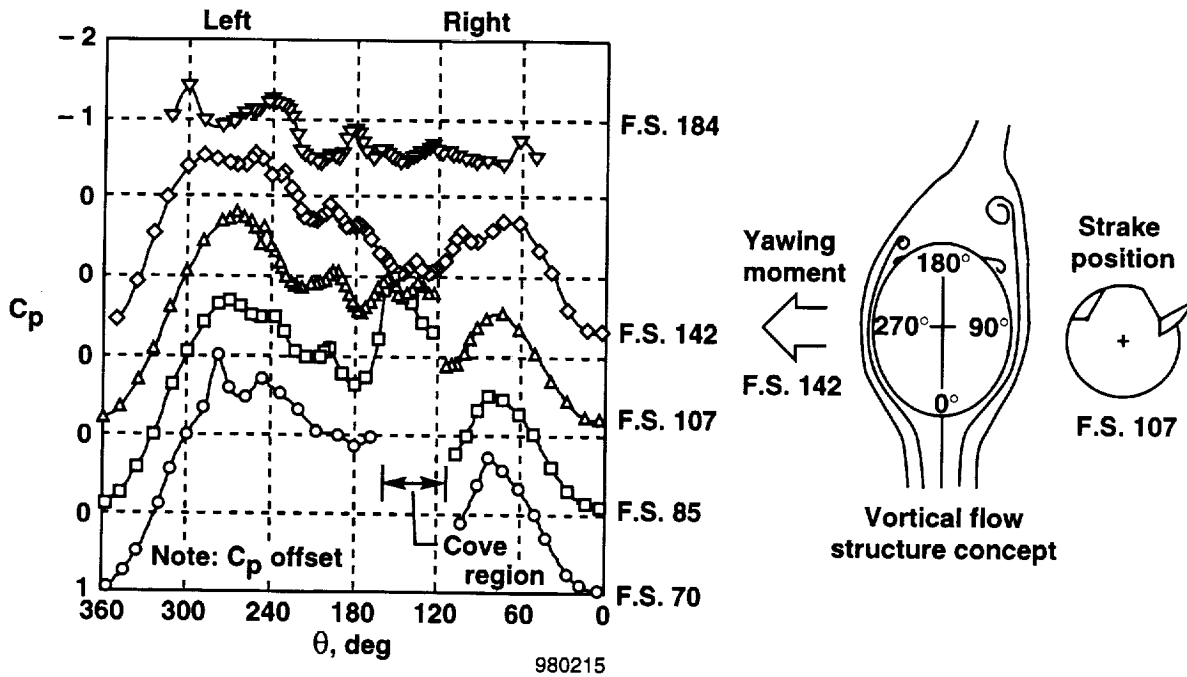 Left
Right
– 2
– 1
0
0
0
0
0
1
C_p
360
300
240
180
120
60
0
θ, deg
F.S. 184
F.S. 142
F.S. 107
F.S. 85
F.S. 70
Note: C_p offset
Cove
region
Yawing
moment
F.S. 142
180°
270°
90°
0°
Vortical flow
structure concept
Strake
position
F.S. 107
980215